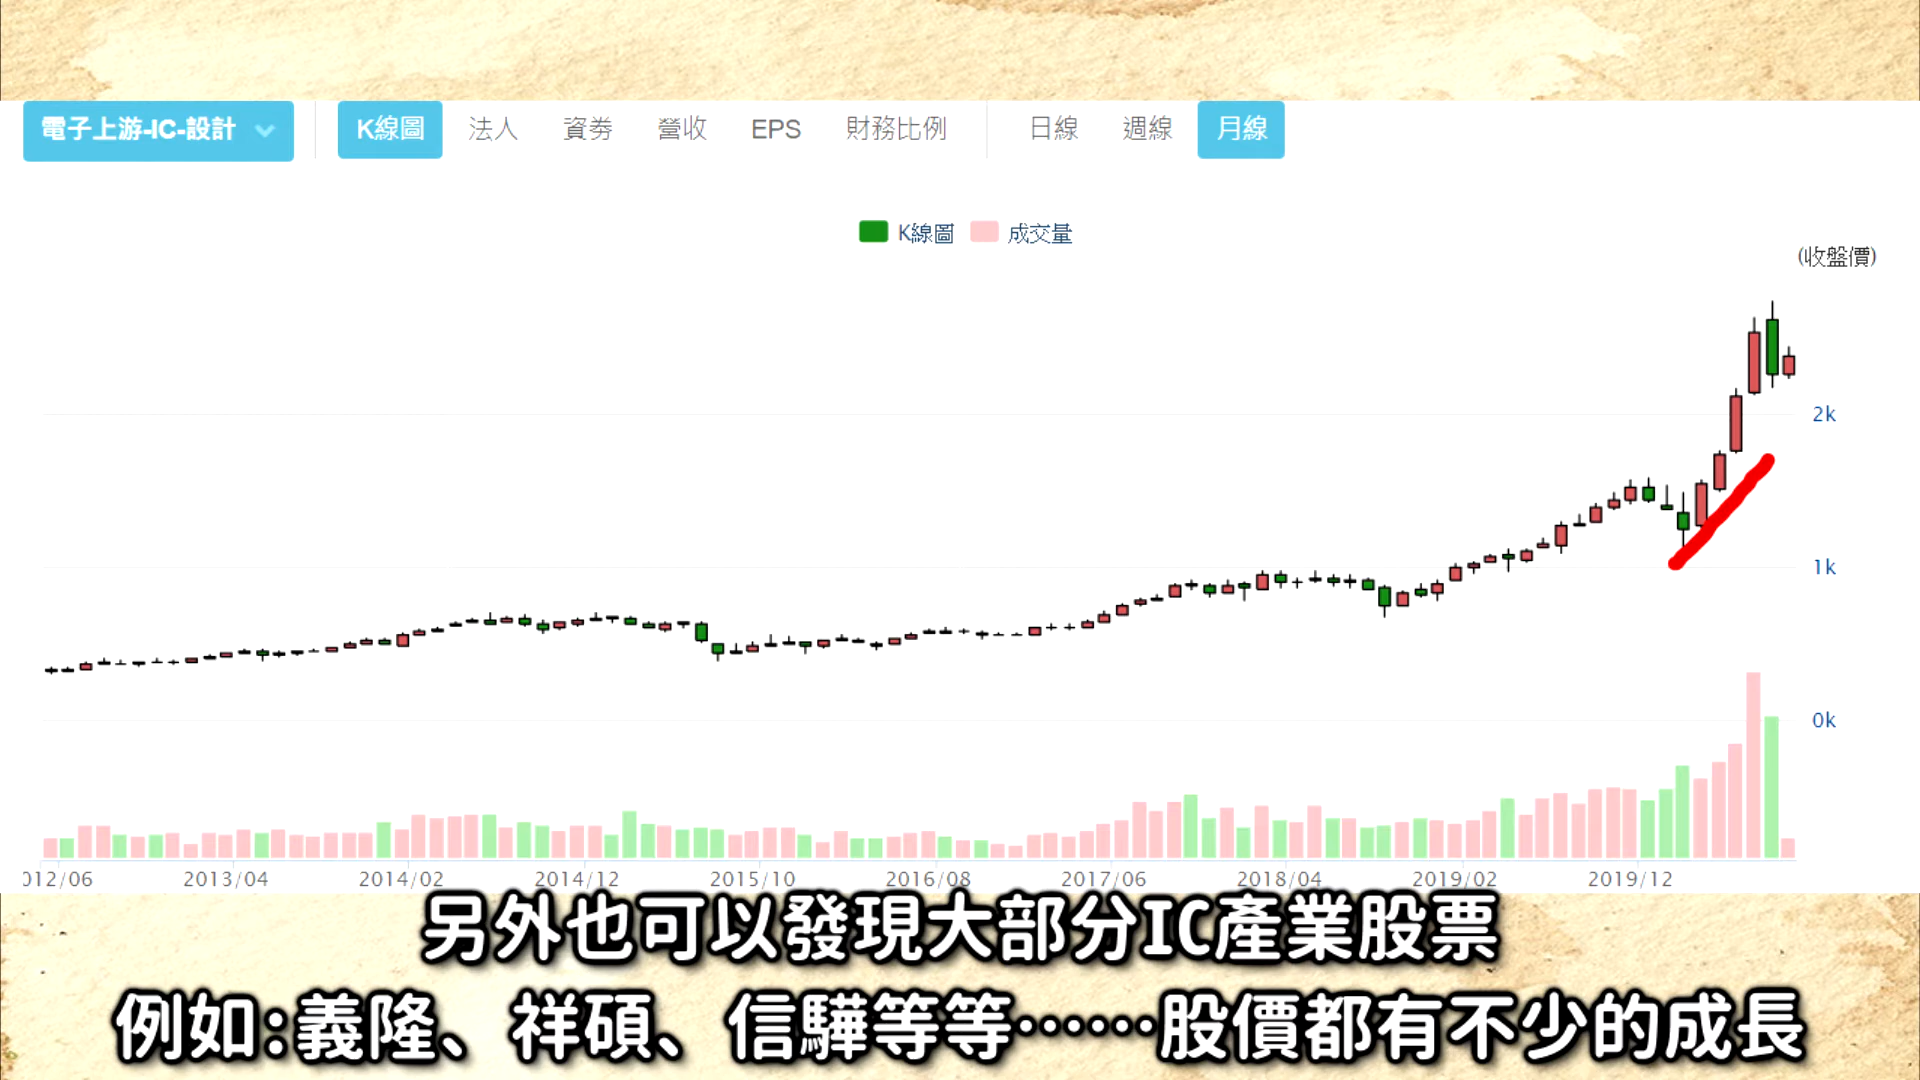 電子上游-IC-設計
K線圖
法人
資券
營收
EPS
財務比例
日線
週線
月線
K線圖
成交量
(收盤價)
2k
1k
0k
012/06
2013/04
2014/02
2014/12
2015/10
2016/08
2017/06
2018/04
2019/02
2019/12
另外也可以發現大部分IC產業股票
例如:義隆、祥碩、信驊等等……股價都有不少的成長